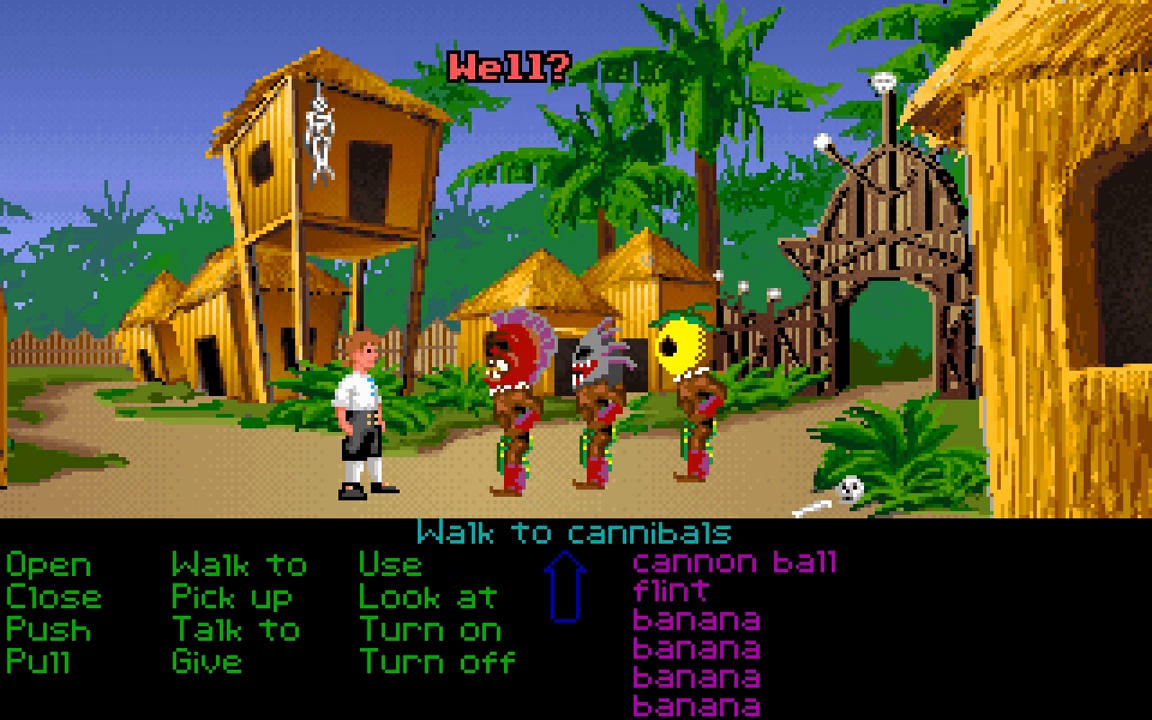 Well?
Walk to cannibals
Open Walk to Use
Close Pick up Look at
Push Talk to Turn on
Pull Give Turn off
cannon ball
flint
banana
banana
banana
banana